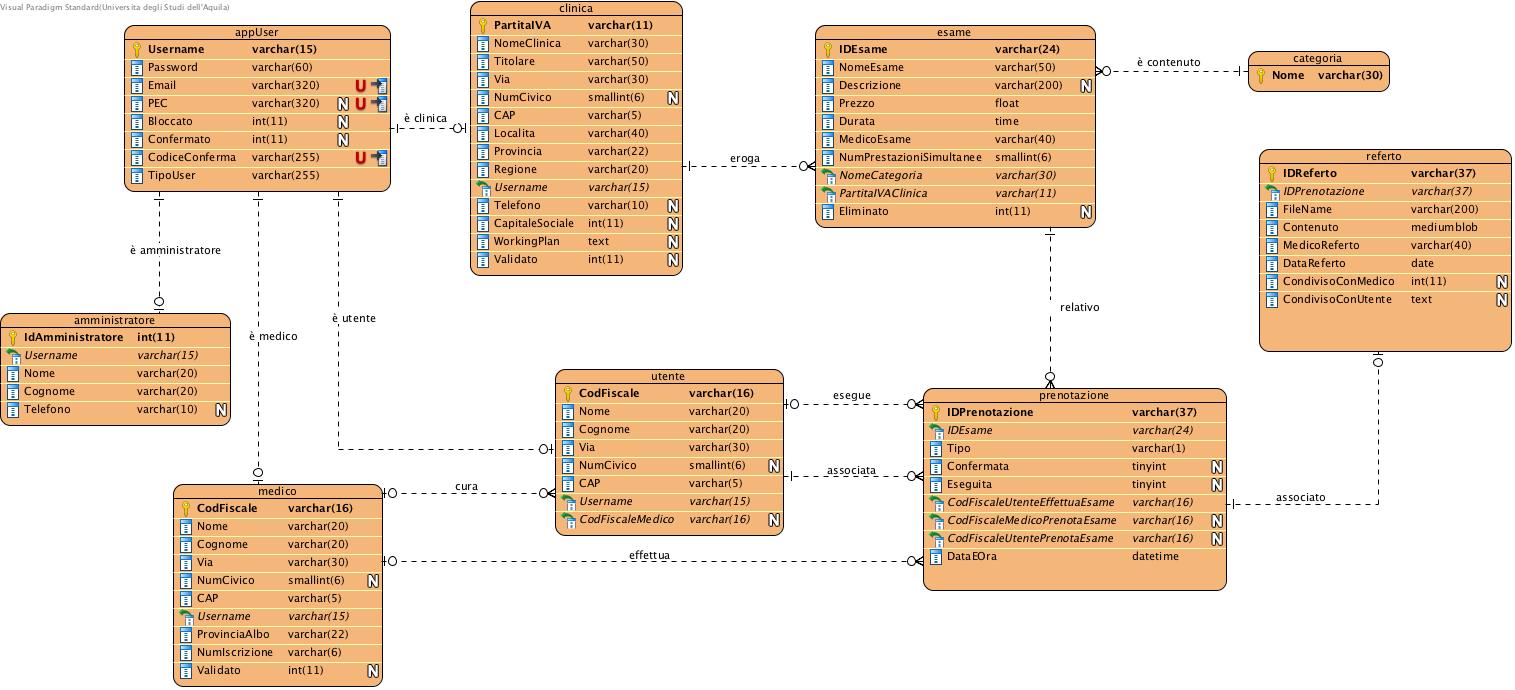 Visual Paradigm Standard(Universita degli Studi dell'Aquila)
appUser
Username varchar(15)
Password varchar(60)
Email varchar(320) U
PEC varchar(320) N U
Bloccato int(11) N
Confermato int(11) N
CodiceConferma varchar(255) U
TipoUser varchar(255)
è clinica
clinica
PartitaIVA varchar(11)
NomeClinica varchar(30)
Titolare varchar(50)
Via varchar(30)
NumCivico smallint(6) N
CAP varchar(5)
Localita varchar(40)
Provincia varchar(22)
Regione varchar(20)
Username varchar(15)
Telefono varchar(10) N
CapitaleSociale int(11) N
WorkingPlan text N
Validato int(11) N
eroga
esame
IDEsame varchar(24)
NomeEsame varchar(50)
Descrizione varchar(200) N
Prezzo float
Durata time
MedicoEsame varchar(40)
NumPrestazioniSimultanee smallint(6)
NomeCategoria varchar(30)
PartitaIVAClinica varchar(11)
Eliminato int(11) N
è contenuto
categoria
Nome varchar(30)
referto
IDReferto varchar(37)
IDPrenotazione varchar(37)
FileName varchar(200)
Contenuto mediumblob
MedicoReferto varchar(40)
DataReferto date
CondivisoConMedico int(11) N
CondivisoConUtente text N
è amministratore
è medico
è utente
relativo
amministratore
IdAmministratore int(11)
Username varchar(15)
Nome varchar(20)
Cognome varchar(20)
Telefono varchar(10) N
utente
CodFiscale varchar(16)
Nome varchar(20)
Cognome varchar(20)
Via varchar(30)
NumCivico smallint(6) N
CAP varchar(5)
Username varchar(15)
CodFiscaleMedico varchar(16) N
esegue
associata
prenotazione
IDPrenotazione varchar(37)
IDEsame varchar(24)
Tipo varchar(1)
Confermata tinyint N
Eseguita tinyint N
CodFiscaleUtenteEffettuaEsame varchar(16)
CodFiscaleMedicoPrenotaEsame varchar(16) N
CodFiscaleUtentePrenotaEsame varchar(16) N
DataEOra datetime
associato
cura
effettua
medico
CodFiscale varchar(16)
Nome varchar(20)
Cognome varchar(20)
Via varchar(30)
NumCivico smallint(6) N
CAP varchar(5)
Username varchar(15)
ProvinciaAlbo varchar(22)
NumIscrizione varchar(6)
Validato int(11) N